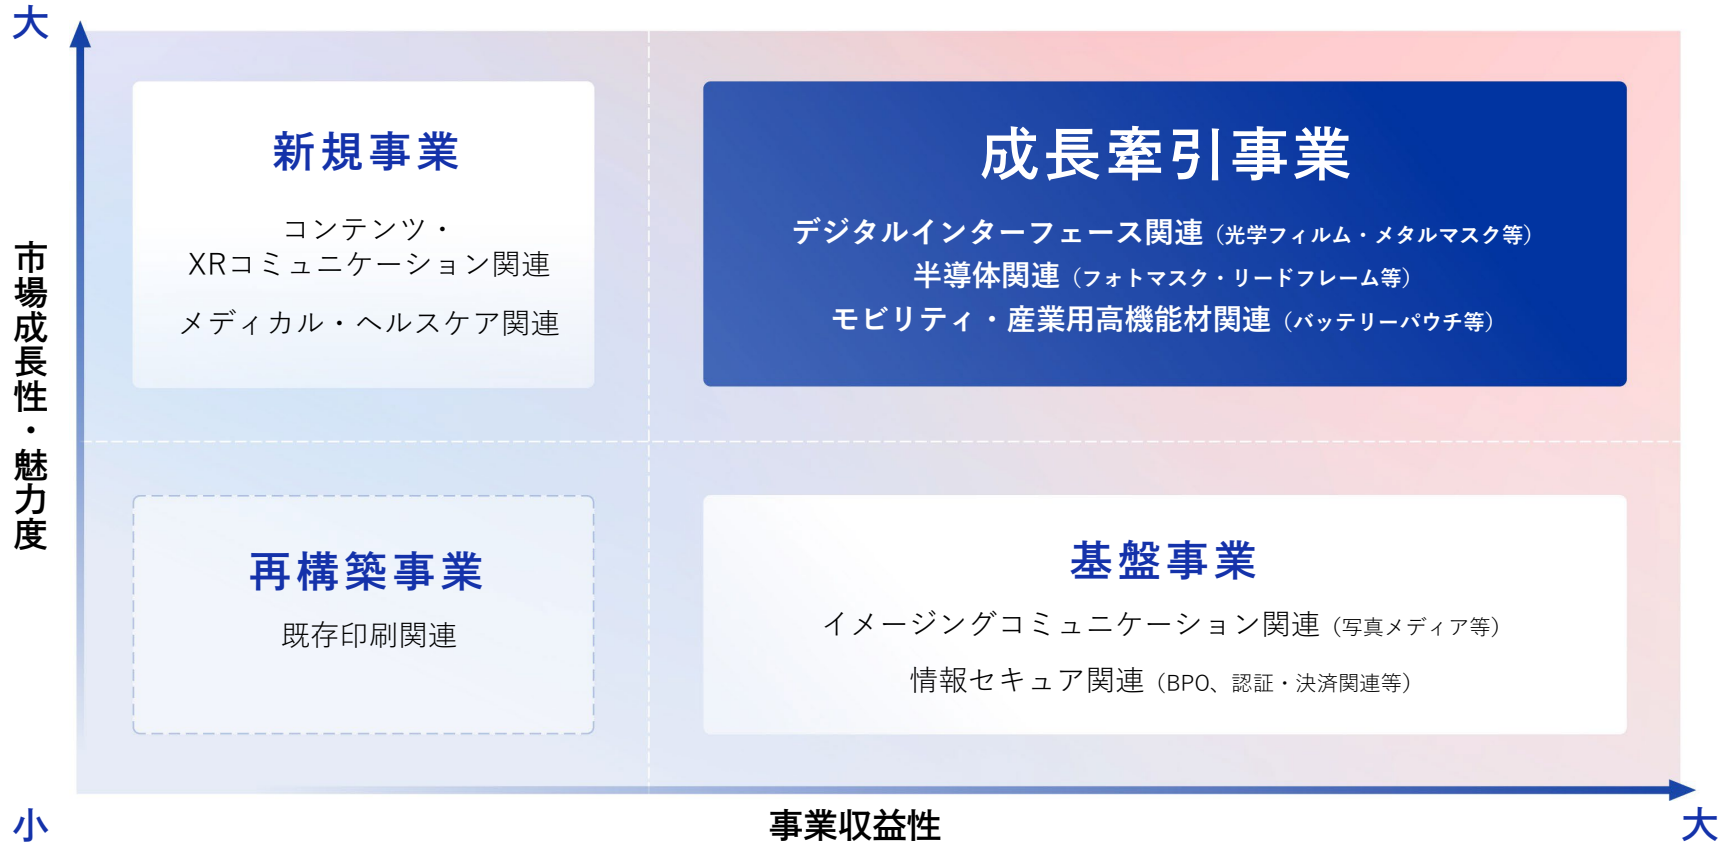 大
市場成長性・魅力度
新規事業
コンテンツ・
XRコミュニケーション関連
メディカル・ヘルスケア関連
成長牽引事業
デジタルインターフェース関連（光学フィルム・メタルマスク等）
半導体関連（フォトマスク・リードフレーム等）
モビリティ・産業用高機能材関連（バッテリーパウチ等）
再構築事業
既存印刷関連
基盤事業
イメージングコミュニケーション関連（写真メディア等）
情報セキュア関連（BPO、認証・決済関連等）
小
事業収益性
大